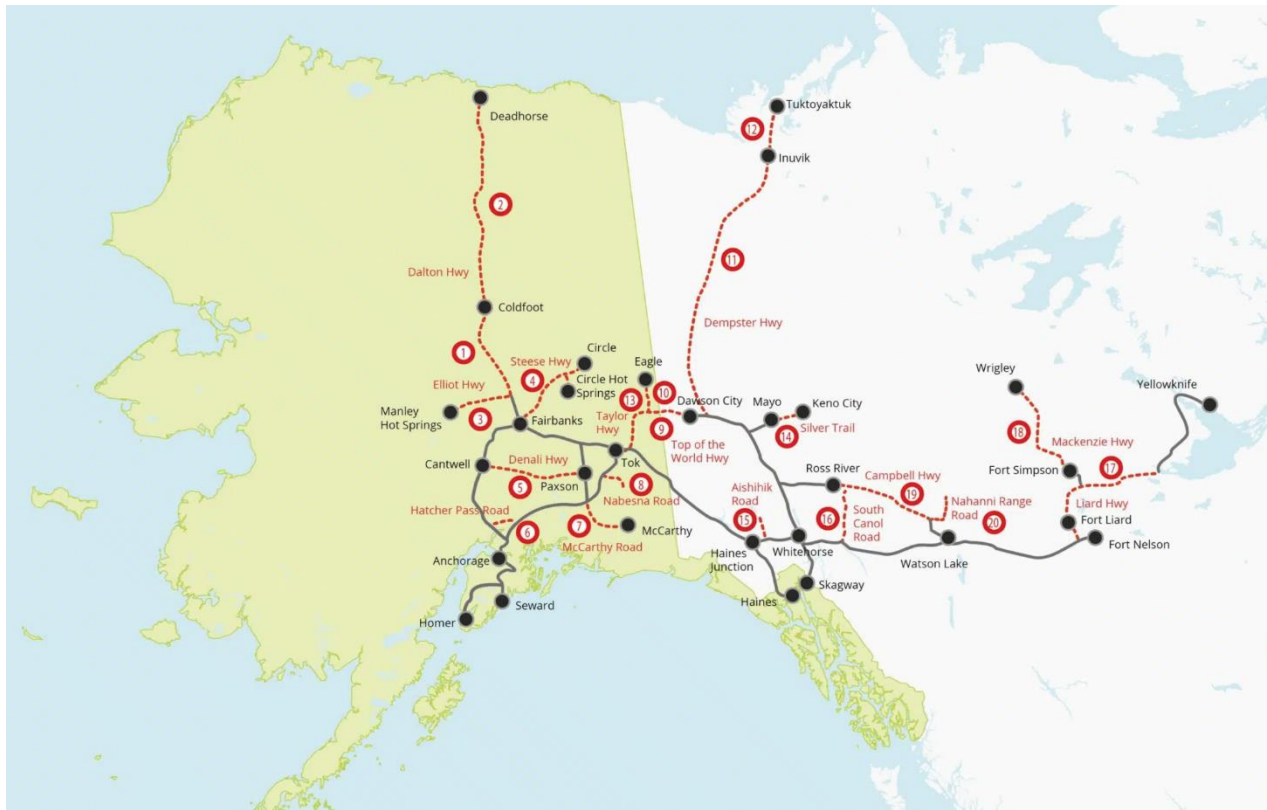 Deadhorse
Tuktoyaktuk
12
Inuvik
2
11
Dalton Hwy
Coldfoot
Dempster Hwy
1
Steese Hwy
Circle
4
Circle Hot
Springs
Eagle
Elliot Hwy
3
Manley
Hot Springs
Fairbanks
13
10
Taylor
Hwy
9
Dawson City
Top of the
World Hwy
Mayo
Keno City
14
Silver Trail
Wrigley
Yellowknife
18
Mackenzie Hwy
17
Fort Simpson
Cantwell
Denali Hwy
5
Paxson
Tok
8
Nabesna Road
Hatcher Pass Road
6
7
McCarthy
McCarthy Road
Ross River
Campbell Hwy
19
Aishihik
Road
15
16
South
Canol
Road
Nahanni Range
Road
20
Liard Hwy
Fort Liard
Fort Nelson
Anchorage
Haines
Junction
Whitehorse
Watson Lake
Skagway
Haines
Seward
Homer